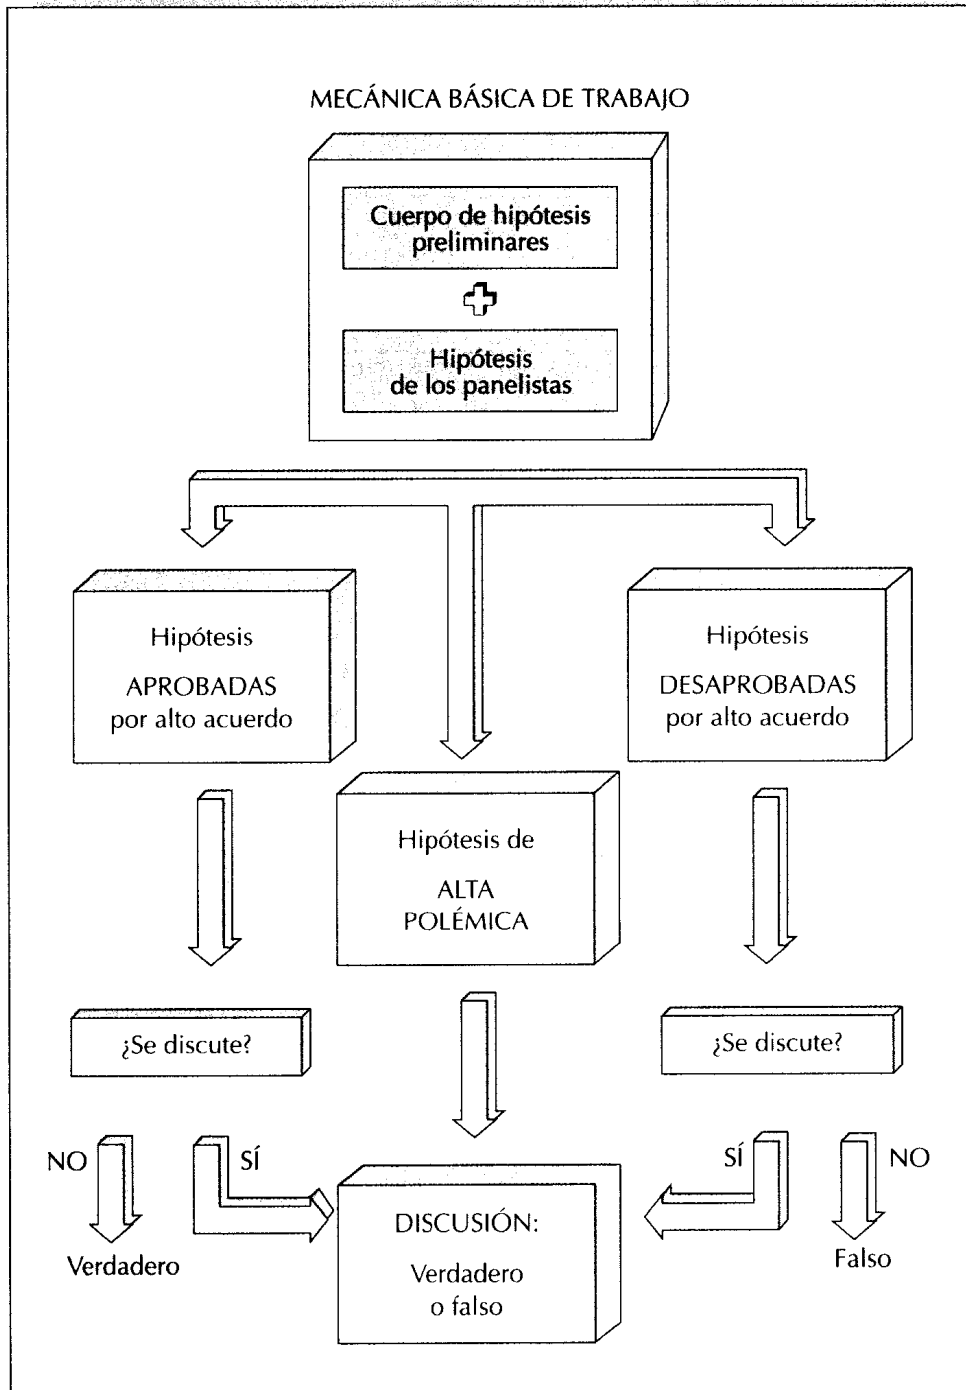 MECÁNICA BÁSICA DE TRABAJO
Cuerpo de hipótesis
preliminares
Hipótesis
de los panelistas
Hipótesis
APROBADAS
por alto acuerdo
Hipótesis
DESAPROBADAS
por alto acuerdo
Hipótesis de
ALTA
POLÉMICA
¿Se discute?
¿Se discute?
NO
SÍ
SÍ
NO
Verdadero
DISCUSIÓN:
Verdadero
o falso
Falso